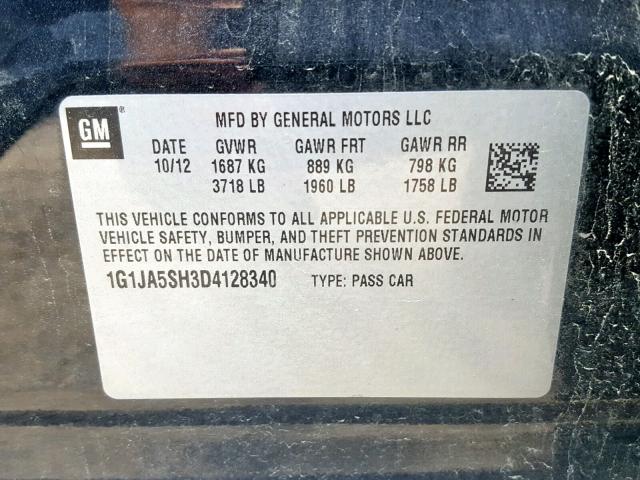 GM ® MFD BY GENERAL MOTORS LLC
DATE GVWR GAWR FRT GAWR RR
10/12 1687 KG 889 KG 798 KG
3718 LB 1960 LB 1758 LB
THIS VEHICLE CONFORMS TO ALL APPLICABLE U.S. FEDERAL MOTOR
VEHICLE SAFETY, BUMPER, AND THEFT PREVENTION STANDARDS IN
EFFECT ON THE DATE OF MANUFACTURE SHOWN ABOVE.
1G1JA5SH3D4128340 TYPE: PASS CAR